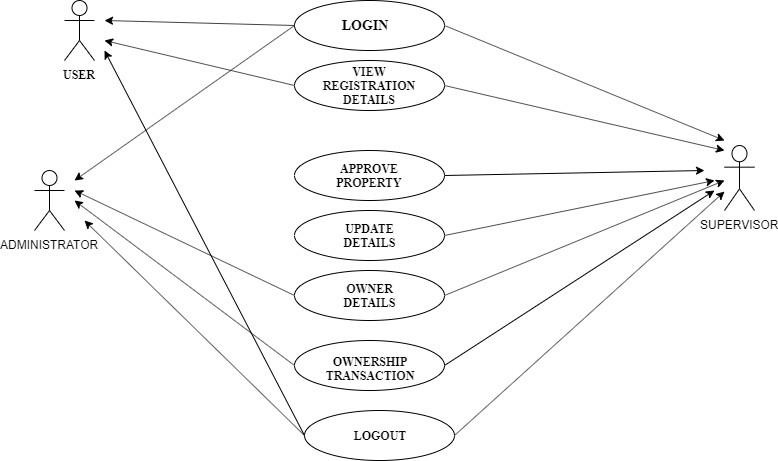 LOGIN
USER
VIEW
REGISTRATION
DETAILS
APPROVE
PROPERTY
ADMINISTRATOR
SUPERVISOR
UPDATE
DETAILS
OWNER
DETAILS
OWNERSHIP
TRANSACTION
LOGOUT